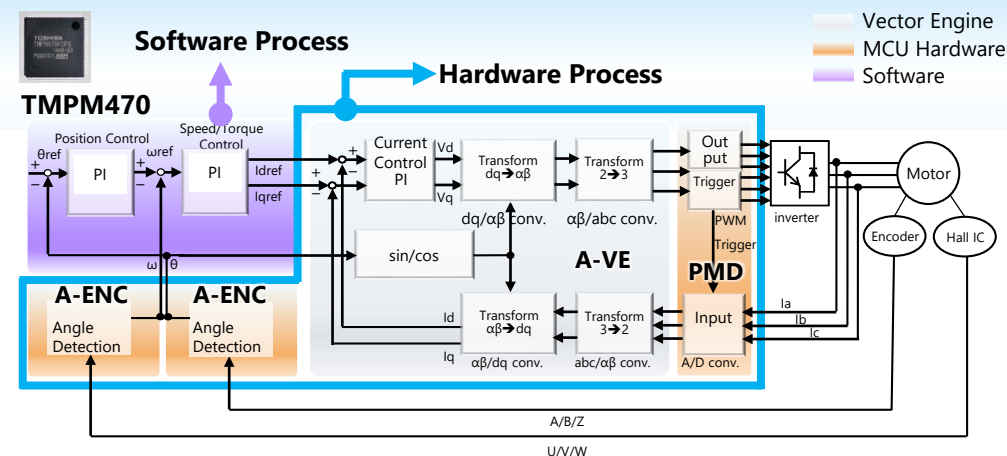 Vector Engine
MCU Hardware
Software
TOSHIBA
Software Process
Hardware Process
TMPM470
Position Control
Speed/Torque
Control
θref
+
−
PI
ωref
+
−
PI
Idref
Iqref
+
−
+
−
Current
Control
PI
Vd
Vq
Transform
dq→αβ
dq/αβ conv.
Transform
2→3
αβ/abc conv.
Out
put
Trigger
PWM
Trigger
inverter
Motor
Encoder
Hall IC
sin/cos
A-VE
PMD
ω
θ
A-ENC
A-ENC
Angle
Detection
Angle
Detection
Id
Iq
Transform
αβ→dq
αβ/dq conv.
Transform
3→2
abc/αβ conv.
Input
A/D conv.
Ia
Ib
Ic
A/B/Z
U/V/W